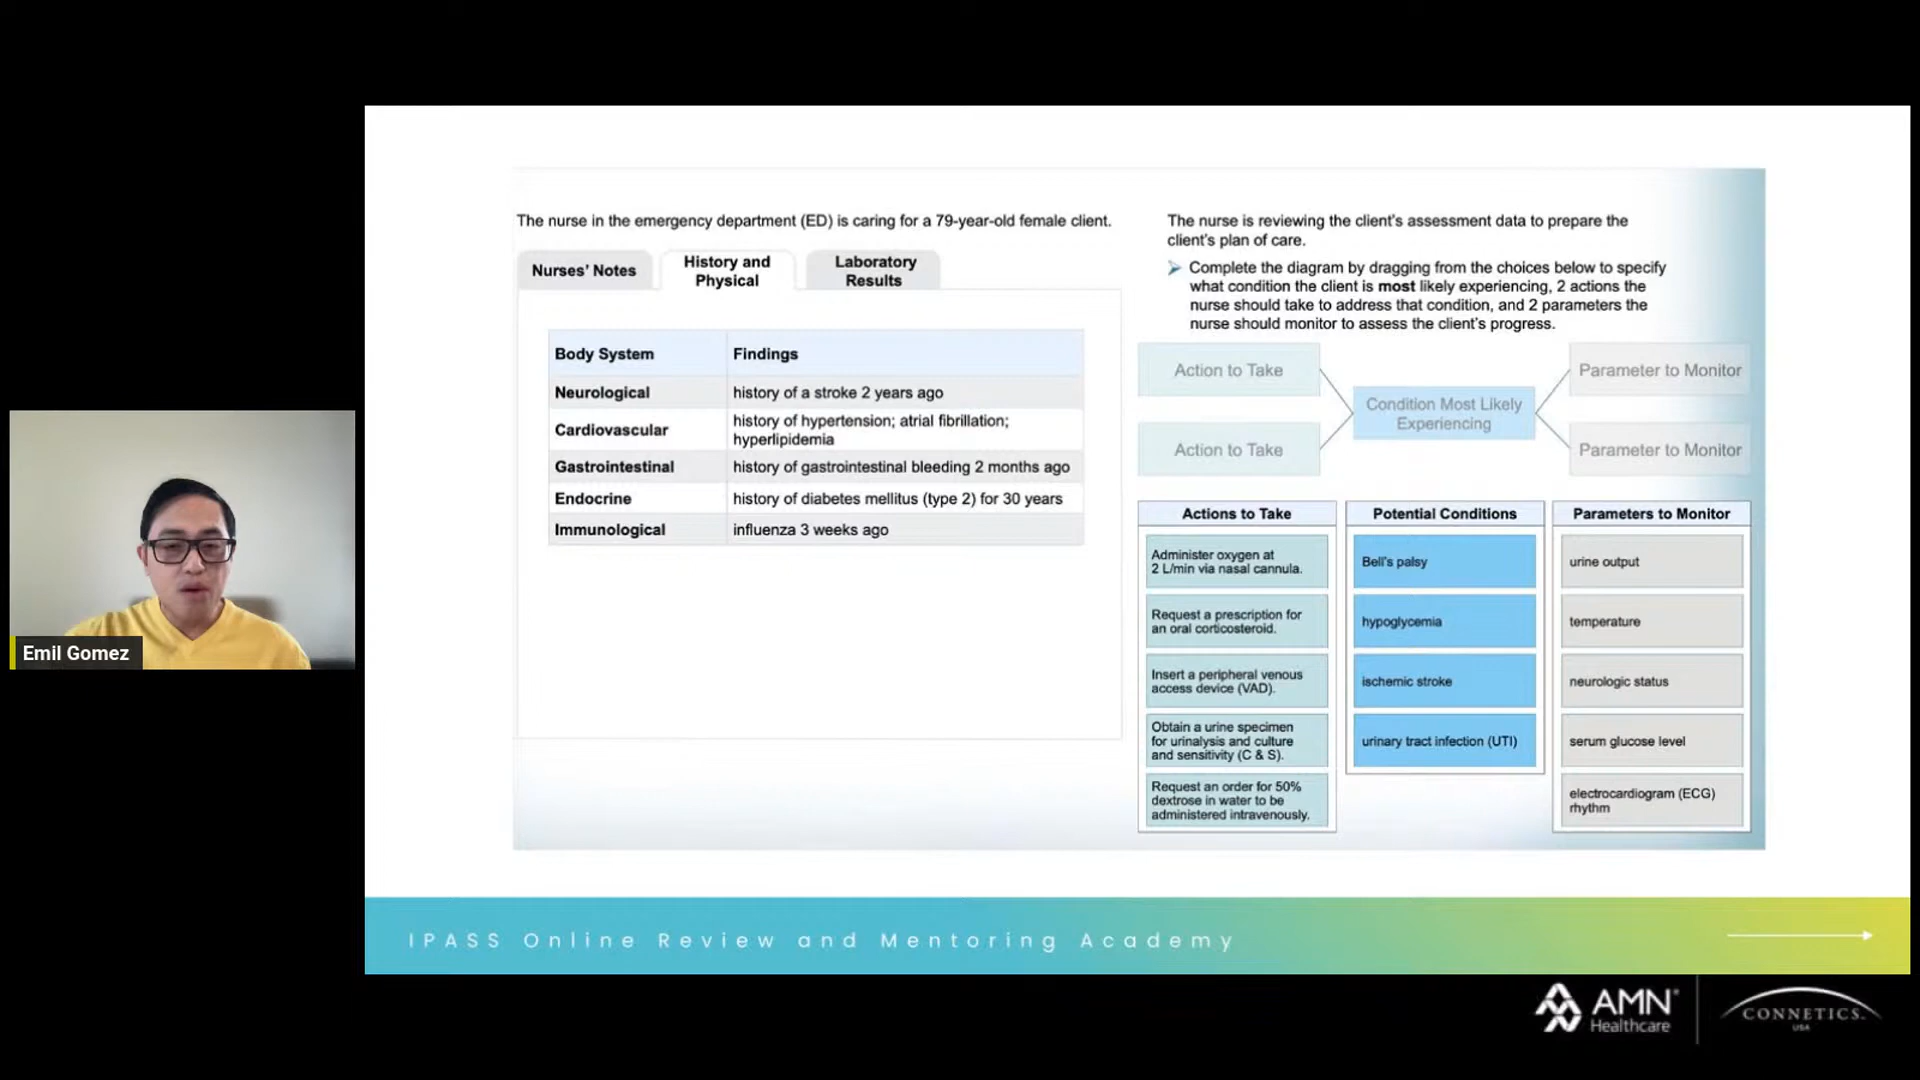 The nurse in the emergency department (ED) is caring for a 79-year-old female client.
Nurses' Notes
History and
Physical
Laboratory
Results
Body System Findings
Neurological history of a stroke 2 years ago
Cardiovascular history of hypertension; atrial fibrillation;
hyperlipidemia
Gastrointestinal history of gastrointestinal bleeding 2 months ago
Endocrine history of diabetes mellitus (type 2) for 30 years
Immunological influenza 3 weeks ago
The nurse is reviewing the client's assessment data to prepare the
client's plan of care.
➤ Complete the diagram by dragging from the choices below to specify
what condition the client is most likely experiencing, 2 actions the
nurse should take to address that condition, and 2 parameters the
nurse should monitor to assess the client's progress.
Action to Take
Action to Take
Condition Most Likely
Experiencing
Parameter to Monitor
Parameter to Monitor
Actions to Take
Administer oxygen at
2 L/min via nasal cannula.
Request a prescription for
an oral corticosteroid.
Insert a peripheral venous
access device (VAD).
Obtain a urine specimen
for urinalysis and culture
and sensitivity (C & S).
Request an order for 50%
dextrose in water to be
administered intravenously.
Potential Conditions
Bell's palsy
hypoglycemia
ischemic stroke
urinary tract infection (UTI)
Parameters to Monitor
urine output
temperature
neurologic status
serum glucose level
electrocardiogram (ECG)
rhythm
Emil Gomez
IPASS Online Review and Mentoring Academy
AMN
Healthcare
CONNETICS
USA